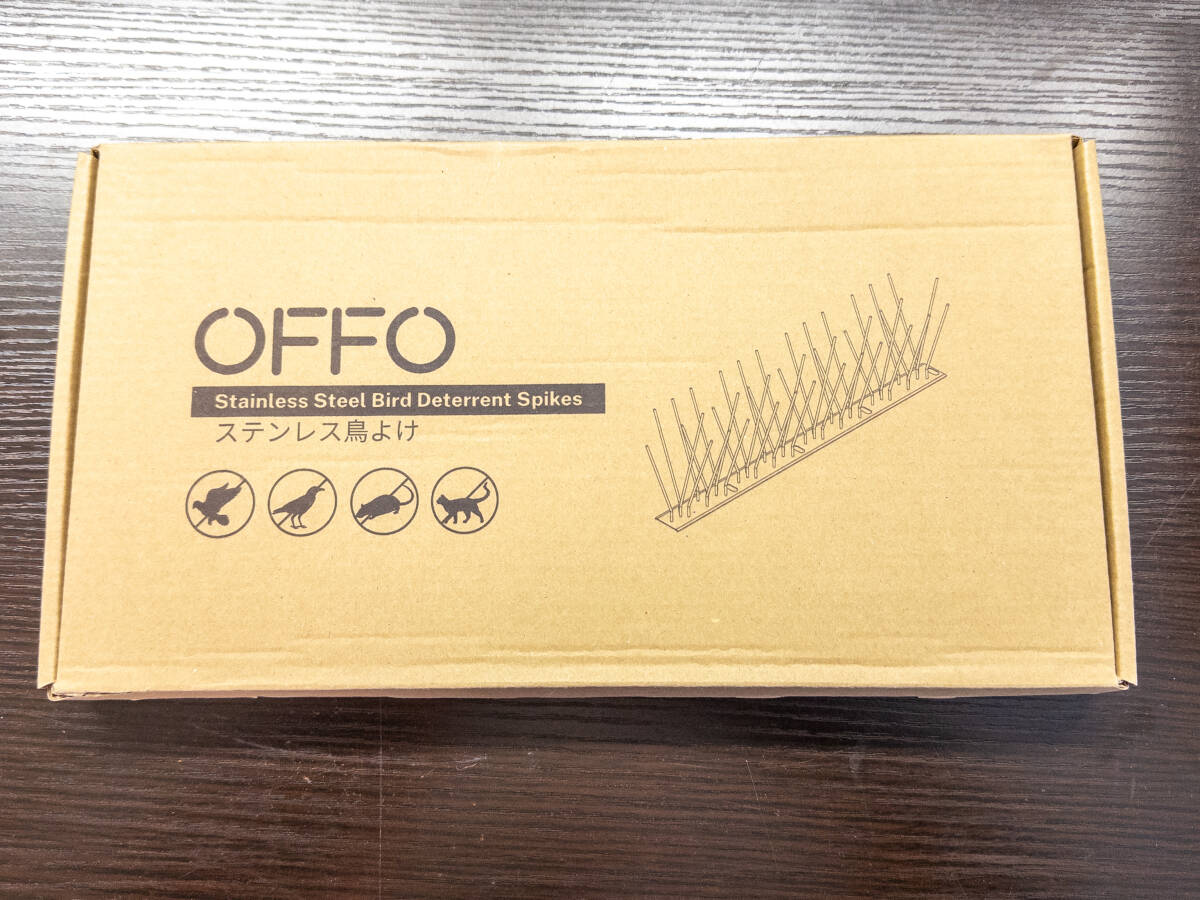 OFFO
Stainless Steel Bird Deterrent Spikes
ステンレス鳥よけ